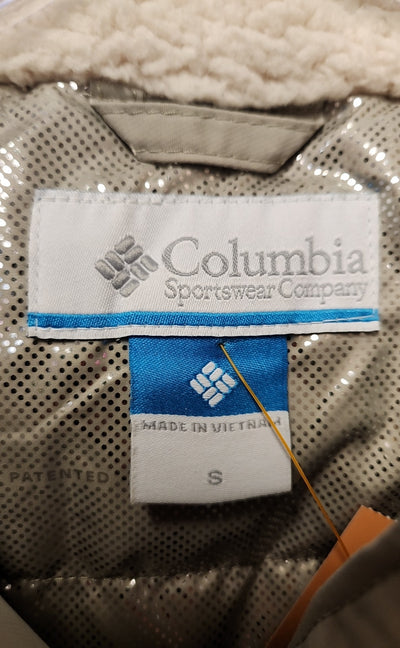 Columbia
Sportswear Company
MADE IN VIETNAM
S
PATENTED